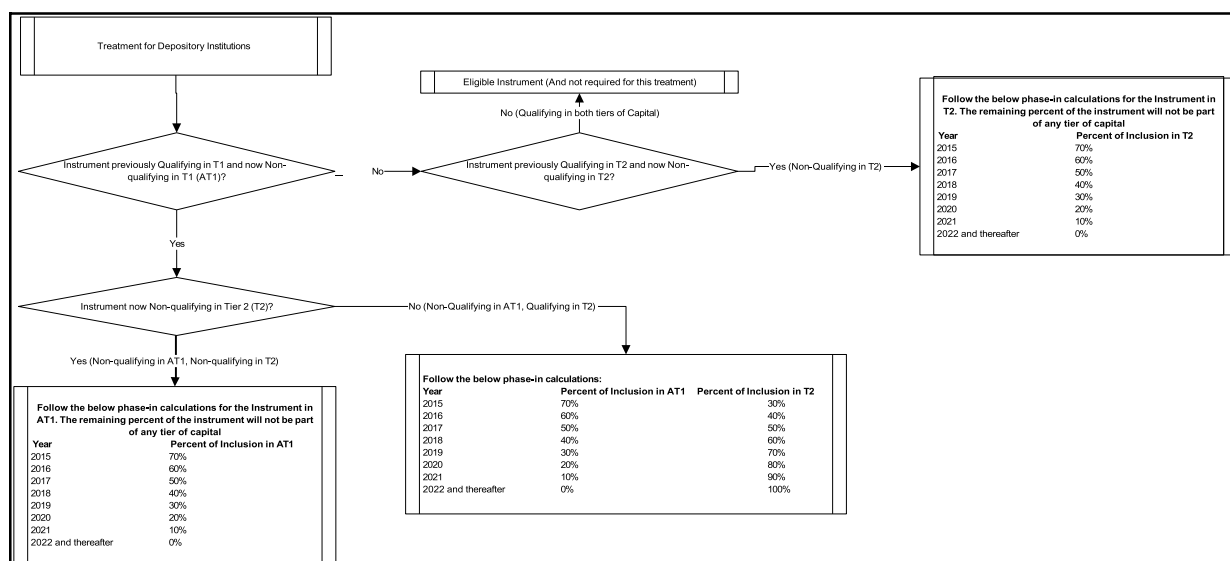 Treatment for Depository Institutions
Eligible Instrument (And not required for this treatment)
No (Qualifying in both tiers of Capital)
Instrument previously Qualifying in T1 and now Non-
qualifying in T1 (AT1)?
No
Instrument previously Qualifying in T2 and now Non-
qualifying in T2?
Yes (Non-Qualifying in T2)
Follow the below phase-in calculations for the Instrument in
T2. The remaining percent of the instrument will not be part
of any tier of capital
Year Percent of Inclusion in T2
2015 70%
2016 60%
2017 50%
2018 40%
2019 30%
2020 20%
2021 10%
2022 and thereafter 0%
Yes
Instrument now Non-qualifying in Tier 2 (T2)?
No (Non-Qualifying in AT1, Qualifying in T2)
Yes (Non-qualifying in AT1, Non-qualifying in T2)
Follow the below phase-in calculations:
Year Percent of Inclusion in AT1 Percent of Inclusion in T2
2015 70% 30%
2016 60% 40%
2017 50% 50%
2018 40% 60%
2019 30% 70%
2020 20% 80%
2021 10% 90%
2022 and thereafter 0% 100%
Follow the below phase-in calculations for the Instrument in
AT1. The remaining percent of the instrument will not be part
of any tier of capital
Year Percent of Inclusion in AT1
2015 70%
2016 60%
2017 50%
2018 40%
2019 30%
2020 20%
2021 10%
2022 and thereafter 0%